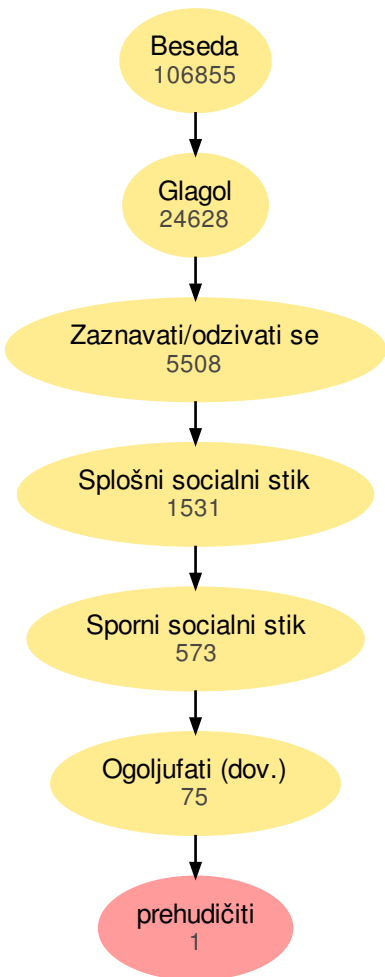 Beseda
106855
Glagol
24628
Zaznavati/odzivati se
5508
Splošni socialni stik
1531
Sporni socialni stik
573
Ogoljufati (dov.)
75
prehudičiti
1